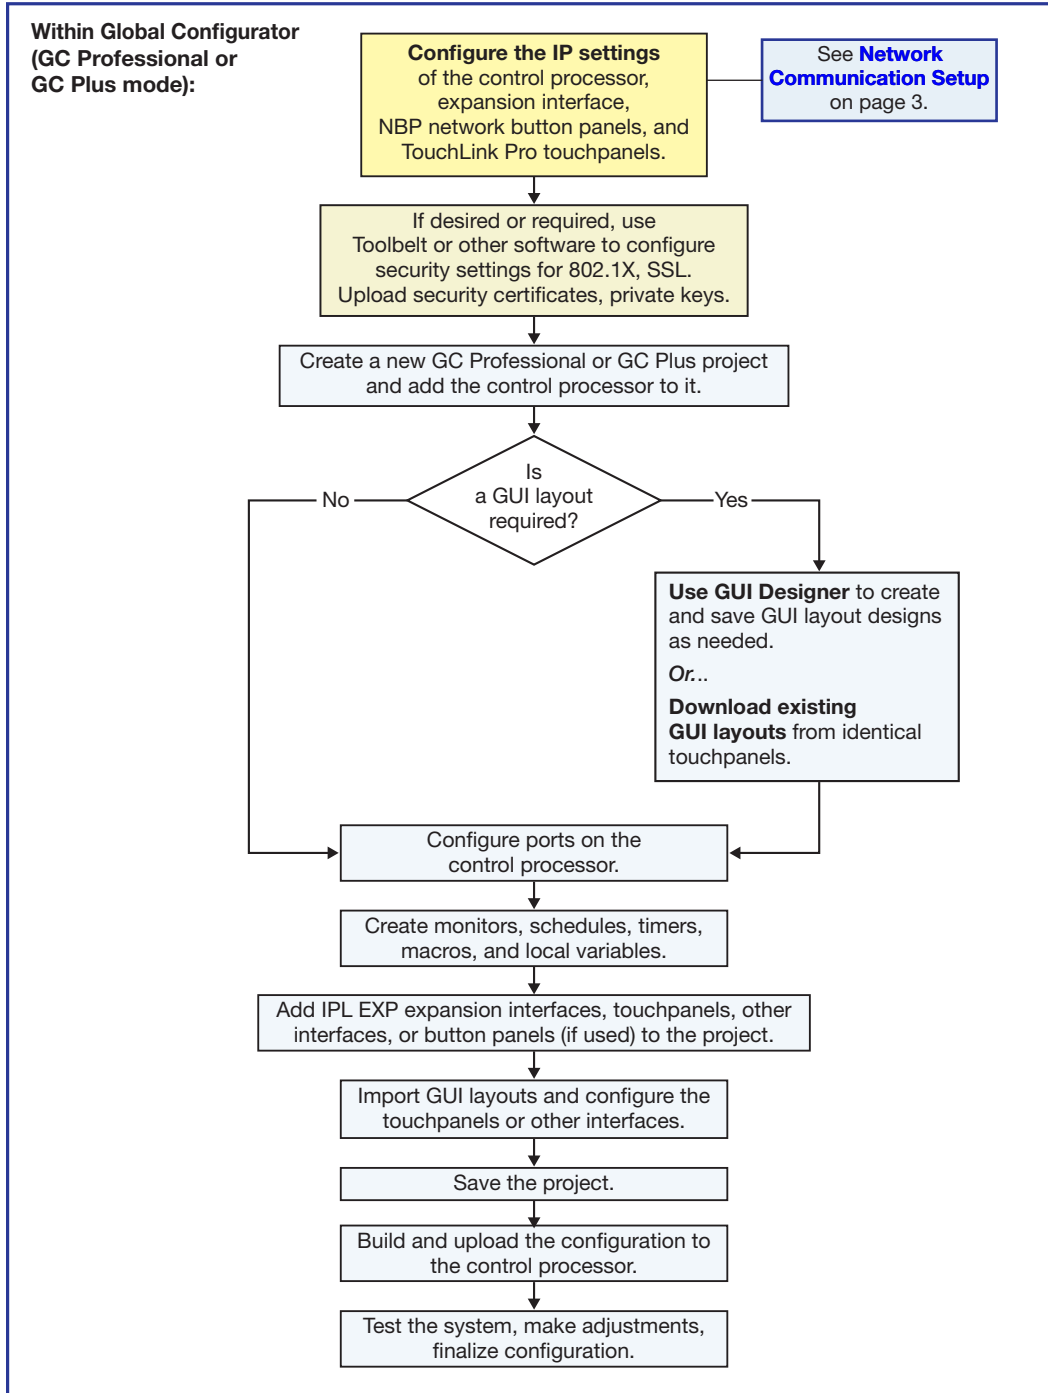 Within Global Configurator
(GC Professional or
GC Plus mode):
Configure the IP settings
of the control processor,
expansion interface,
NBP network button panels, and
TouchLink Pro touchpanels.
See Network
Communication Setup
on page 3.
If desired or required, use
Toolbelt or other software to configure
security settings for 802.1X, SSL.
Upload security certificates, private keys.
Create a new GC Professional or GC Plus project
and add the control processor to it.
Is
a GUI layout
required?
No
Yes
Use GUI Designer to create
and save GUI layout designs
as needed.
Or...
Download existing
GUI layouts from identical
touchpanels.
Configure ports on the
control processor.
Create monitors, schedules, timers,
macros, and local variables.
Add IPL EXP expansion interfaces, touchpanels, other
interfaces, or button panels (if used) to the project.
Import GUI layouts and configure the
touchpanels or other interfaces.
Save the project.
Build and upload the configuration to
the control processor.
Test the system, make adjustments,
finalize configuration.